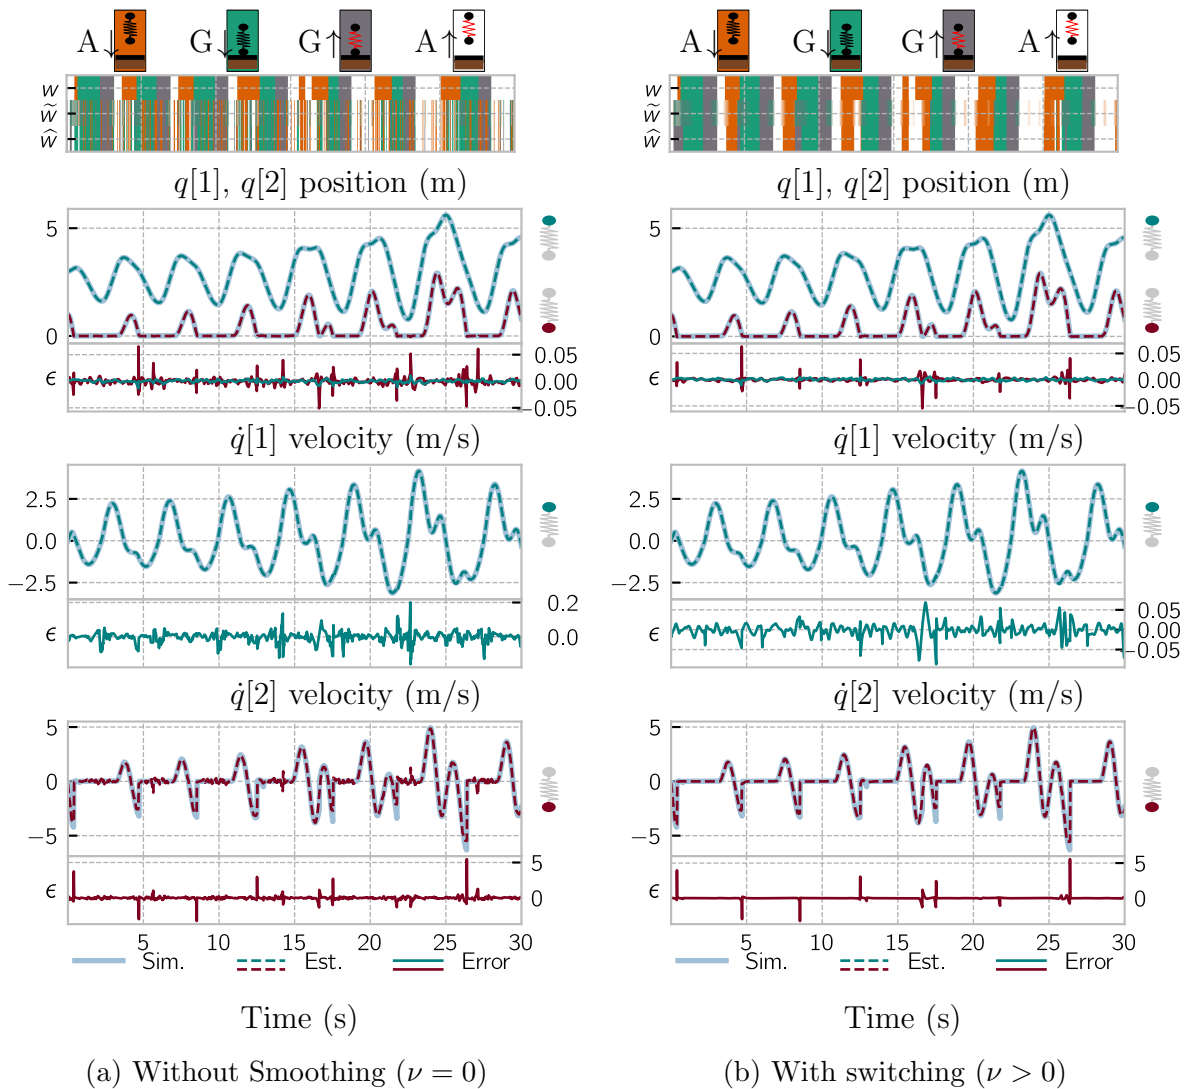 A↓ G↓ G↑ A↑ A↓ G↓ G↑ A↑
w w
w̃ w̃
ŵ ŵ
q[1], q[2] position (m) q[1], q[2] position (m)
5 5
0 0
0.05 0.05
ϵ 0.00 ϵ 0.00
−0.05 −0.05
q̇[1] velocity (m/s) q̇[1] velocity (m/s)
2.5 2.5
0.0 0.0
−2.5 −2.5
0.2 0.05
ϵ 0.0 ϵ 0.00
−0.05
q̇[2] velocity (m/s) q̇[2] velocity (m/s)
5 5
0 0
−5 −5
5 5
ϵ 0 ϵ 0
5 10 15 20 25 30 5 10 15 20 25 30
Sim. Est. Error Sim. Est. Error
Time (s) Time (s)
(a) Without Smoothing (ν = 0) (b) With switching (ν > 0)